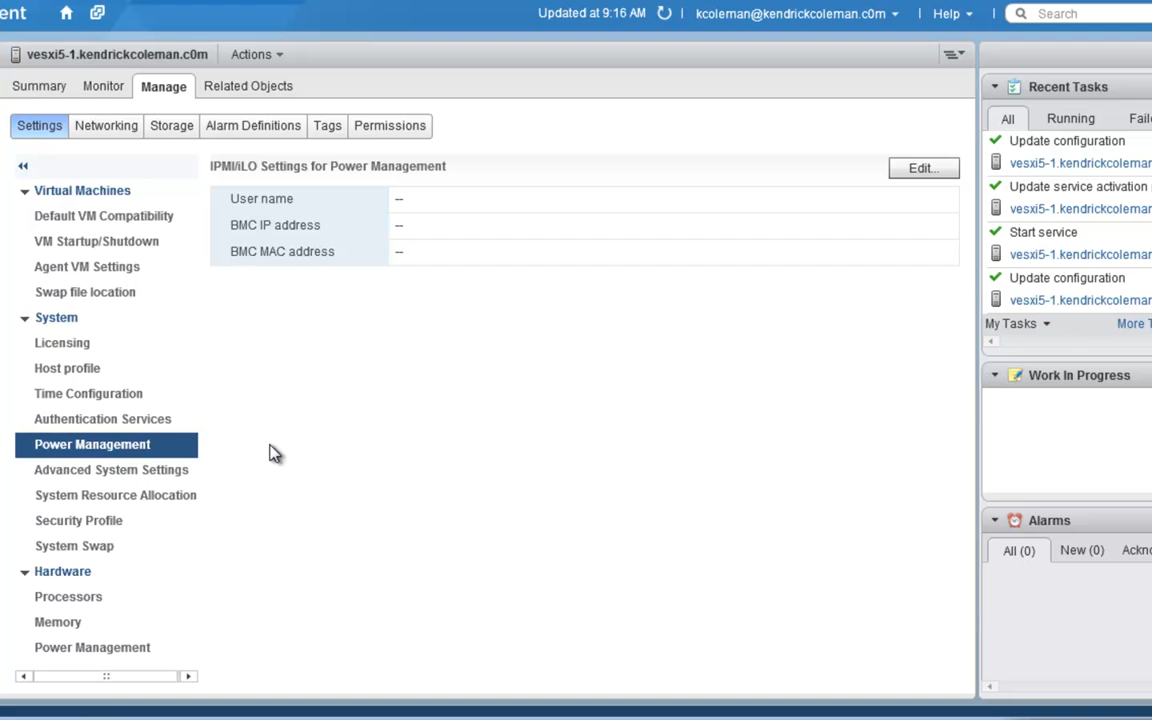 ent Updated at 9:16 AM kcoleman@kendrickcoleman.c0m Help Search
vesxi5-1.kendrickcoleman.c0m Actions
Summary Monitor Manage Related Objects
Settings Networking Storage Alarm Definitions Tags Permissions
Virtual Machines
Default VM Compatibility
VM Startup/Shutdown
Agent VM Settings
Swap file location
System
Licensing
Host profile
Time Configuration
Authentication Services
Power Management
Advanced System Settings
System Resource Allocation
Security Profile
System Swap
Hardware
Processors
Memory
Power Management
IPMI/iLO Settings for Power Management Edit...
User name --
BMC IP address --
BMC MAC address --
Recent Tasks
All Running Faile
Update configuration
vesxi5-1.kendrickcoleman
Update service activation
vesxi5-1.kendrickcoleman
Start service
vesxi5-1.kendrickcoleman
Update configuration
vesxi5-1.kendrickcoleman
My Tasks More T
Work In Progress
Alarms
All (0) New (0) Ackno